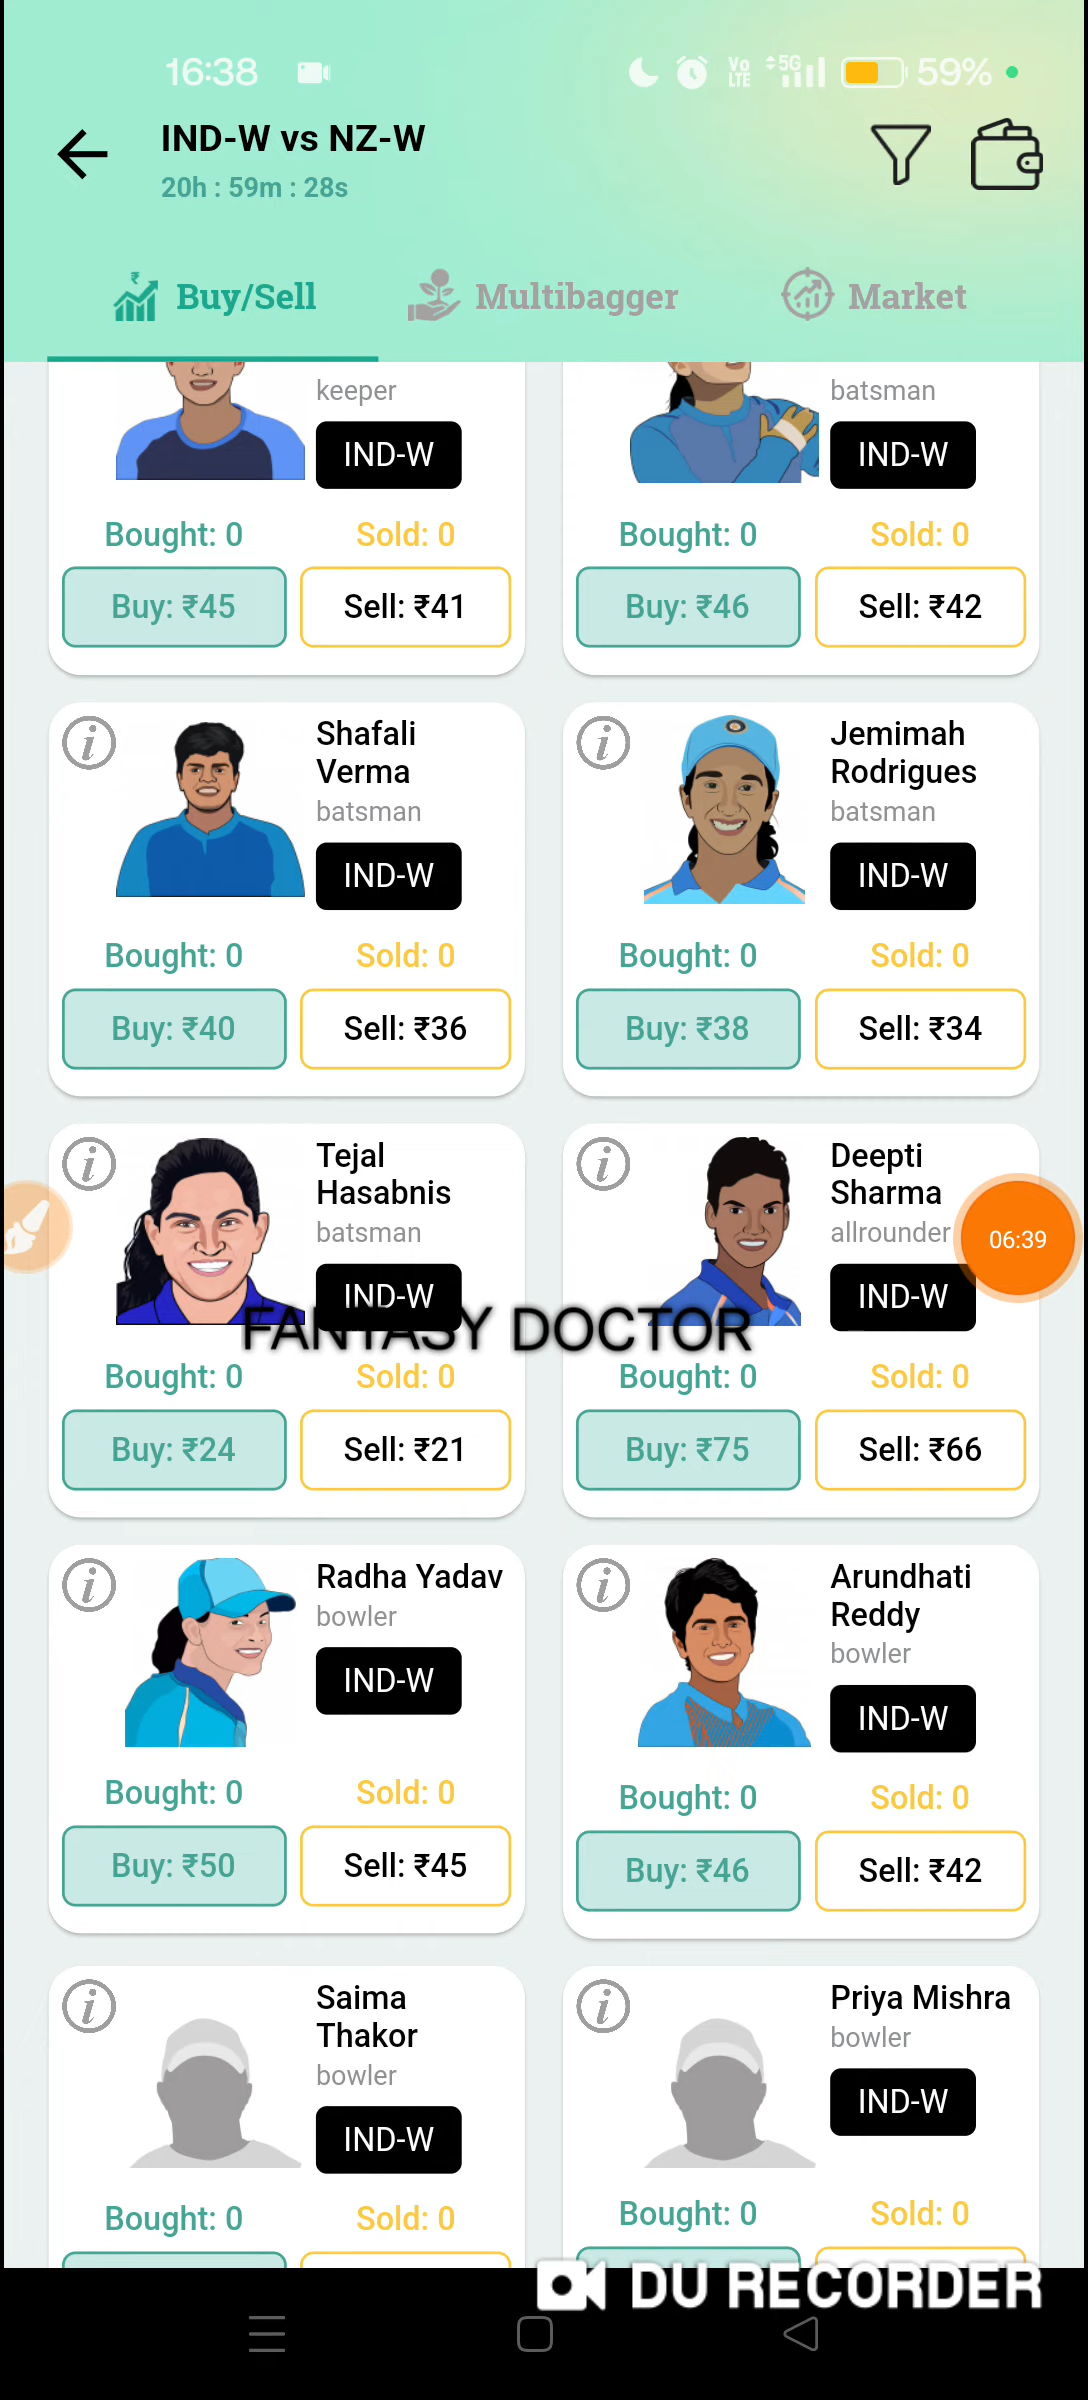 16:38
Vo LTE 5G 59%
IND-W vs NZ-W
20h : 59m : 28s
Buy/Sell Multibagger Market
keeper batsman
IND-W IND-W
Bought: 0 Sold: 0 Bought: 0 Sold: 0
Buy: ₹45 Sell: ₹41 Buy: ₹46 Sell: ₹42
Shafali Jemimah
Verma Rodrigues
batsman batsman
IND-W IND-W
Bought: 0 Sold: 0 Bought: 0 Sold: 0
Buy: ₹40 Sell: ₹36 Buy: ₹38 Sell: ₹34
Tejal Deepti
Hasabnis Sharma
batsman allrounder 06:39
IND-W IND-W
FANTASY DOCTOR
Bought: 0 Sold: 0 Bought: 0 Sold: 0
Buy: ₹24 Sell: ₹21 Buy: ₹75 Sell: ₹66
Radha Yadav Arundhati
Reddy
bowler bowler
IND-W IND-W
Bought: 0 Sold: 0 Bought: 0 Sold: 0
Buy: ₹50 Sell: ₹45 Buy: ₹46 Sell: ₹42
Saima Priya Mishra
Thakor bowler
bowler IND-W
IND-W
Bought: 0 Sold: 0 Bought: 0 Sold: 0
DU RECORDER